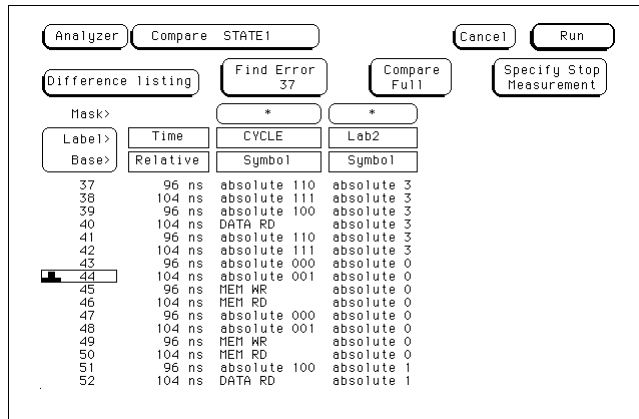 Analyzer Compare STATE1 Cancel Run
Difference listing Find Error 37 Compare Full Specify Stop Measurement
Mask> * *
Label> Time CYCLE Lab2
Base> Relative Symbol Symbol
37 96 ns absolute 110 absolute 3
38 104 ns absolute 111 absolute 3
39 96 ns absolute 100 absolute 3
40 104 ns DATA RD absolute 3
41 96 ns absolute 110 absolute 3
42 104 ns absolute 111 absolute 3
43 96 ns absolute 000 absolute 0
44 104 ns absolute 001 absolute 0
45 96 ns MEM WR absolute 0
46 104 ns MEM RD absolute 0
47 96 ns absolute 000 absolute 0
48 104 ns absolute 001 absolute 0
49 96 ns MEM WR absolute 0
50 104 ns MEM RD absolute 0
51 96 ns absolute 100 absolute 1
52 104 ns DATA RD absolute 1